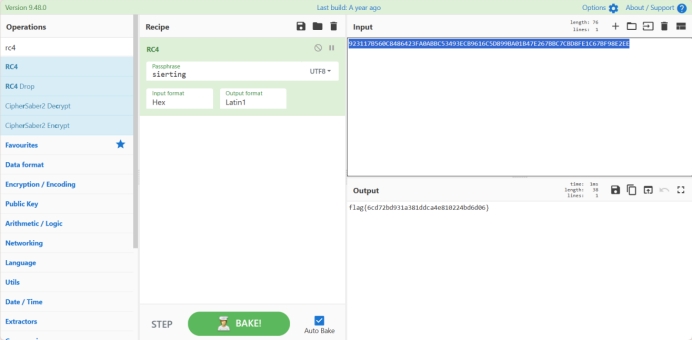 Version 9.48.0
Last build: A year ago
Options
About / Support
Operations
rc4
RC4
RC4 Drop
CipherSaber2 Decrypt
CipherSaber2 Encrypt
Favourites
Data format
Encryption / Encoding
Public Key
Arithmetic / Logic
Networking
Language
Utils
Date / Time
Extractors
Recipe
RC4
Passphrase
sierting
UTF8
Input format
Hex
Output format
Latin1
STEP
BAKE!
Auto Bake
Input
length: 76
lines: 1
Output
time: 1ms
length: 38
lines: 1
flag{6cd72bd931a381ddca4e810224bd6d06}